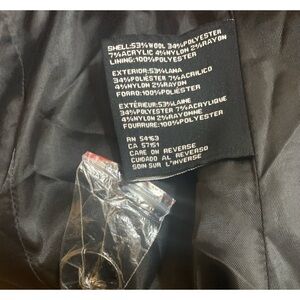 SHELL:53%WOOL 34%POLYESTER
7%ACRYLIC 4%NYLON 2%RAYON
LINING:100%POLYESTER
EXTERIOR:53%LANA
34%POLIÉSTER 7%ACRILICO
4%NYLON 2%RAYON
FORRO:100%POLIÉSTER
EXTÉRIEUR:53%LAINE
34%POLYESTER 7%ACRYLIQUE
4%NYLON 2%RAYONNE
FOURRURE:100%POLYESTER
RN 54163
CA 57151
CARE ON REVERSE
CUIDADO AL REVERSO
SOIN SUR L'INVERSE